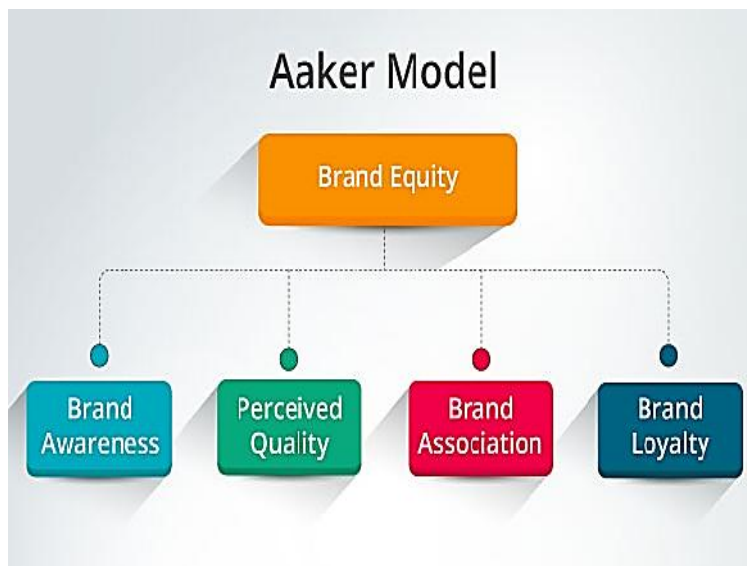 Aaker Model
Brand Equity
Brand
Awareness
Perceived
Quality
Brand
Association
Brand
Loyalty